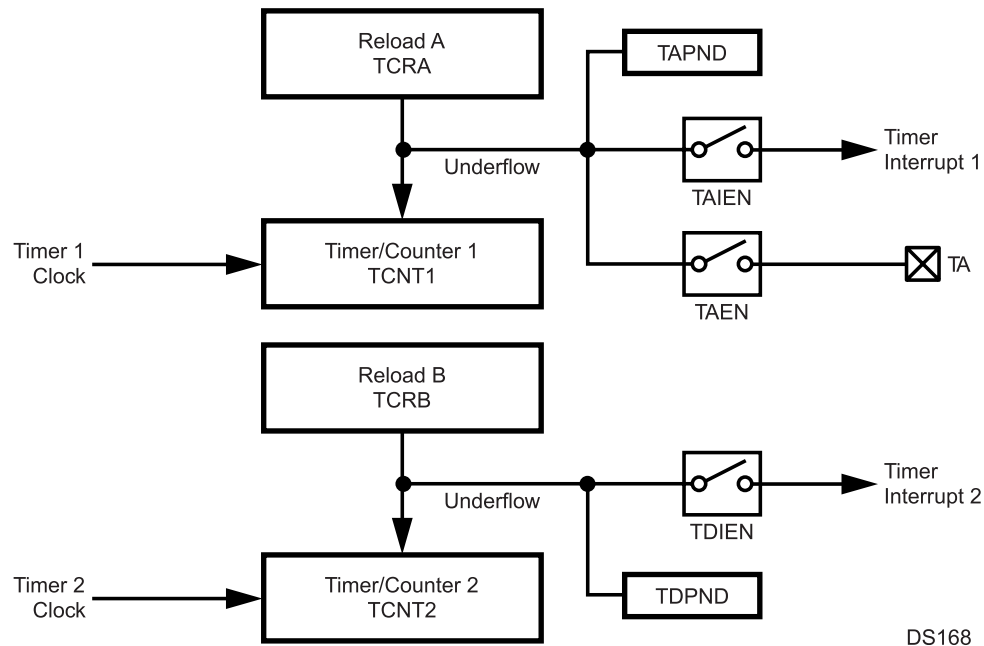 Reload A
TCRA
TAPND
Timer
Interrupt 1
Underflow
TAIEN
Timer 1
Clock
Timer/Counter 1
TCNT1
TA
TAEN
Reload B
TCRB
Timer
Interrupt 2
Underflow
TDIEN
Timer 2
Clock
Timer/Counter 2
TCNT2
TDPND
DS168